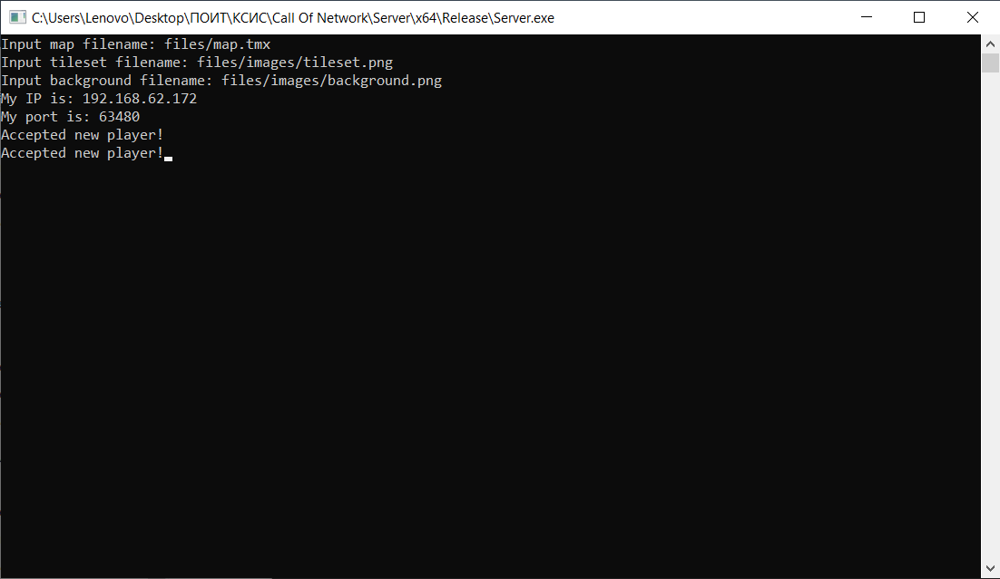 C:\Users\Lenovo\Desktop\ПОИТ\КСИС\Call Of Network\Server\x64\Release\Server.exe
Input map filename: files/map.tmx
Input tileset filename: files/images/tileset.png
Input background filename: files/images/background.png
My IP is: 192.168.62.172
My port is: 63480
Accepted new player!
Accepted new player!